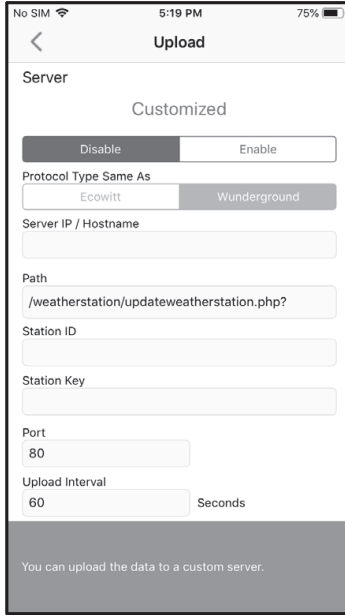 No SIM 5:19 PM 75%
Upload
Server
Customized
Disable Enable
Protocol Type Same As
Ecowitt Wunderground
Server IP / Hostname
Path
/weatherstation/updateweatherstation.php?
Station ID
Station Key
Port
80
Upload Interval
60 Seconds
You can upload the data to a custom server.